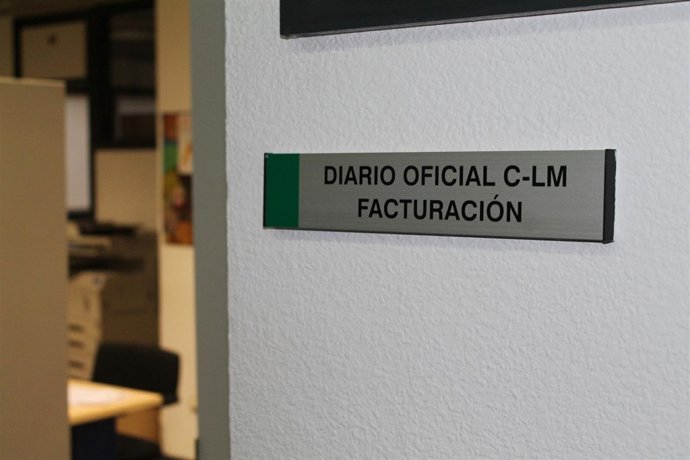 DIARIO OFICIAL C-LM
FACTURACIÓN